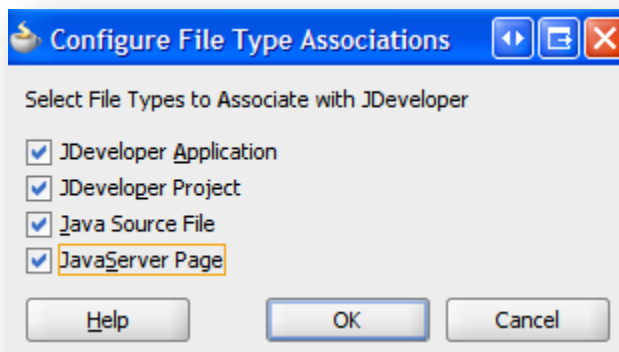 Configure File Type Associations
Select File Types to Associate with JDeveloper
JDeveloper Application
JDeveloper Project
Java Source File
JavaServer Page
Help OK Cancel